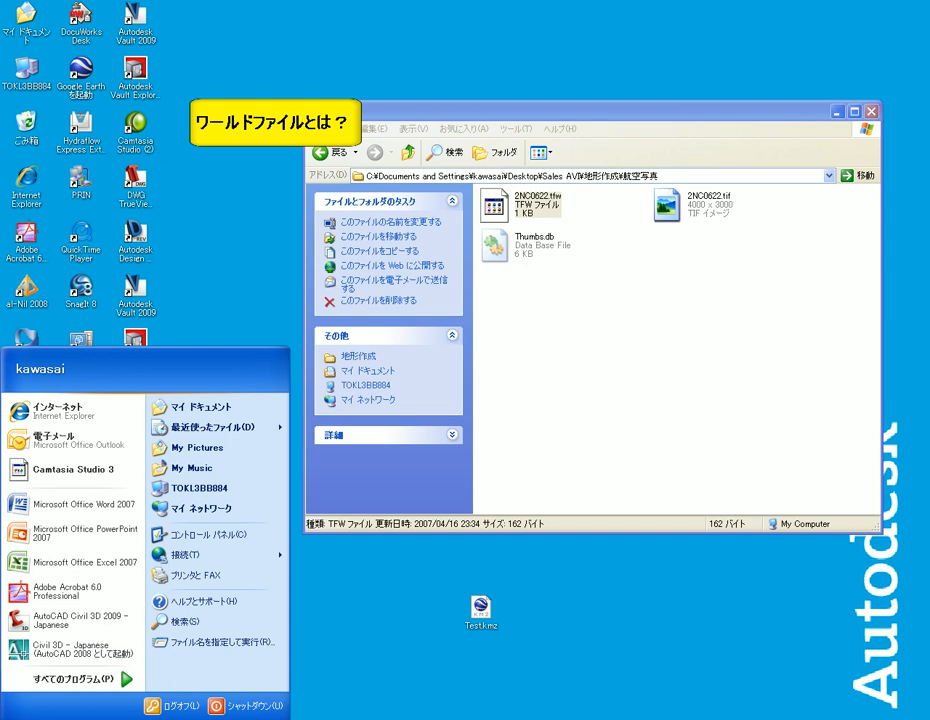 マイ ドキュメン
ト
DocuWorks
Desk
Autodesk
Vault 2009
TOKL3BB884
Google Earth
を起動
Autodesk
Vault Explor...
ごみ箱
Hydraflow
Express Ext...
Camtasia
Studio (2)
Internet
Explorer
PRIN
DWG
TrueVie...
Adobe
Acrobat 6...
QuickTime
Player
Autodesk
Design ...
al-Nil 2008
SnagIt 8
Autodesk
Vault 2009
ワールドファイルとは？
編集(E) 表示(V) お気に入り(A) ツール(T) ヘルプ(H)
戻る 検索 フォルダ
アドレス(D) C:¥Documents and Settings¥kawasai¥Desktop¥Sales AVI¥地形作成¥航空写真 移動
ファイルとフォルダのタスク
このファイルの名前を変更する
このファイルを移動する
このファイルをコピーする
このファイルを Web に公開する
このファイルを電子メールで送信
する
このファイルを削除する
その他
地形作成
マイ ドキュメント
TOKL3BB884
マイ ネットワーク
詳細
2NC0622.tfw
TFW ファイル
1 KB
2NC0622.tif
4000 x 3000
TIF イメージ
Thumbs.db
Data Base File
6 KB
種類: TFW ファイル 更新日時: 2007/04/16 23:34 サイズ: 162 バイト 162 バイト My Computer
kawasai
インターネット
Internet Explorer
電子メール
Microsoft Office Outlook
Camtasia Studio 3
Microsoft Office Word 2007
Microsoft Office PowerPoint
2007
Microsoft Office Excel 2007
Adobe Acrobat 6.0
Professional
AutoCAD Civil 3D 2009 -
Japanese
Civil 3D - Japanese
(AutoCAD 2008 として起動)
すべてのプログラム(P)
マイ ドキュメント
最近使ったファイル(D)
My Pictures
My Music
TOKL3BB884
マイ ネットワーク
コントロール パネル(C)
接続(T)
プリンタと FAX
ヘルプとサポート(H)
検索(S)
ファイル名を指定して実行(R)...
ログオフ(L) シャットダウン(U)
Test.kmz
KMZ
Autodesk